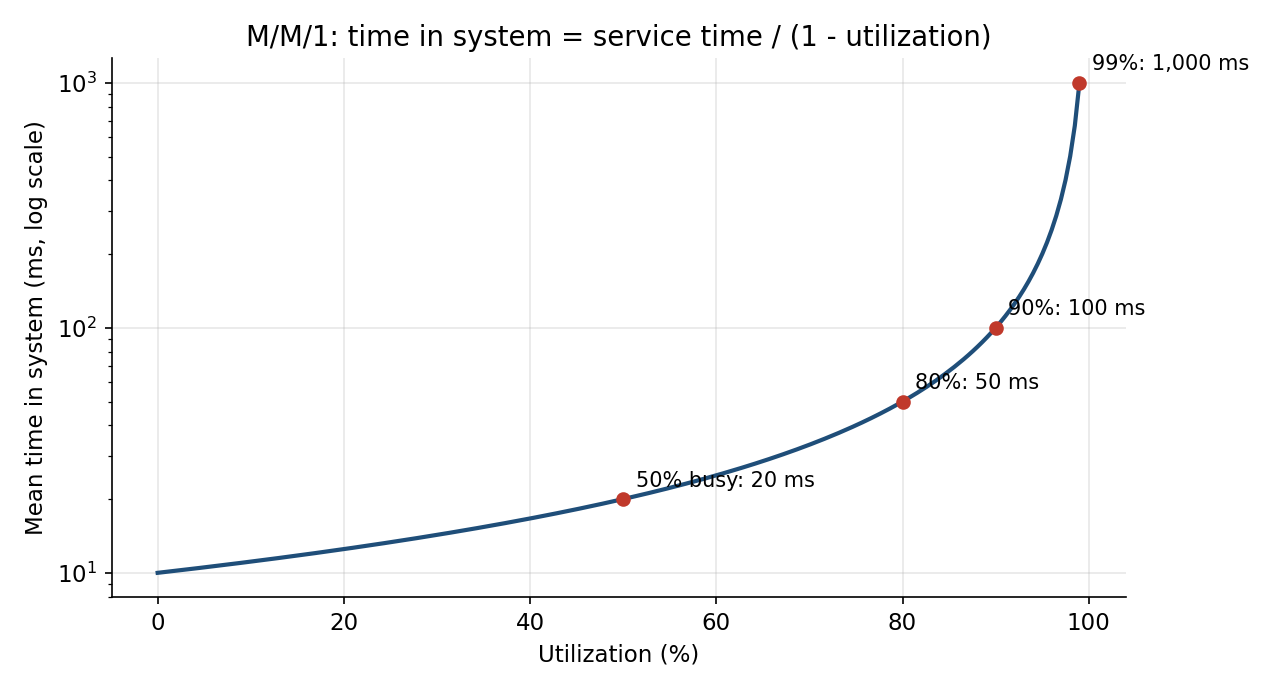 M/M/1: time in system = service time / (1 - utilization)
99%: 1,000 ms
10³
Mean time in system (ms, log scale)
90%: 100 ms
10²
80%: 50 ms
50% busy: 20 ms
10¹
0 20 40 60 80 100
Utilization (%)